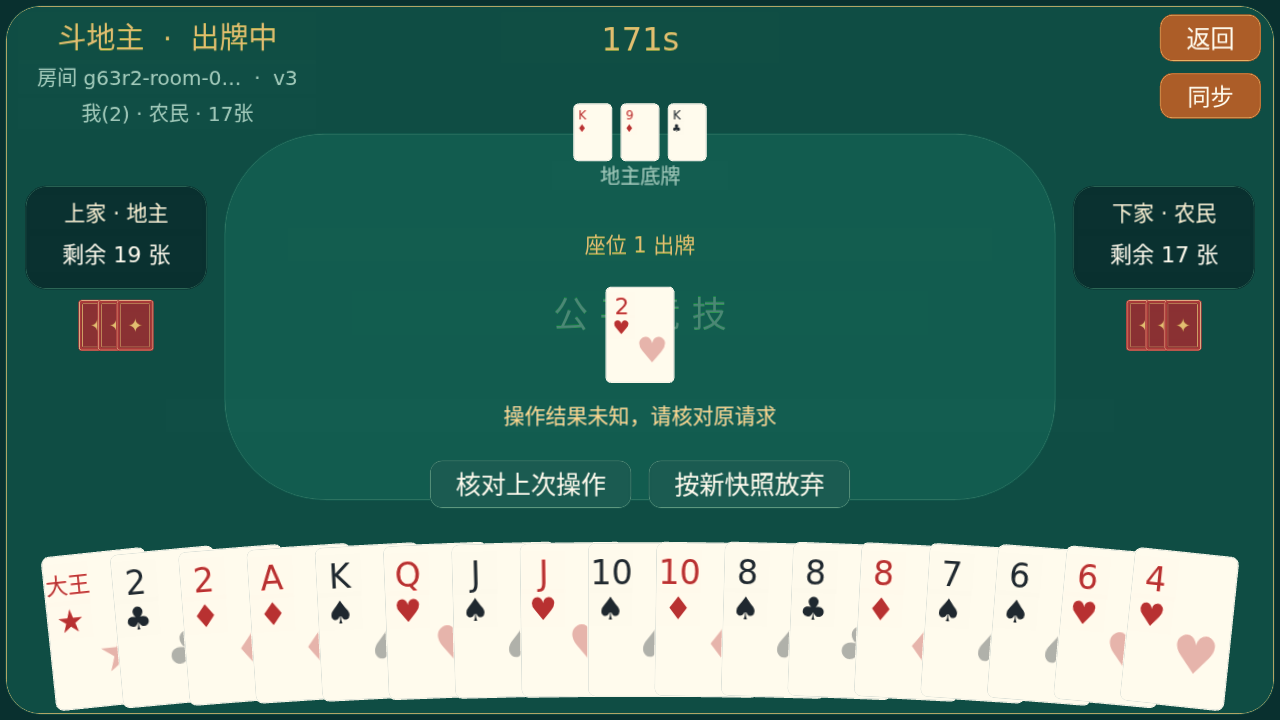 斗地主 · 出牌中
171s
返回
房间 g63r2-room-0... · v3
同步
我(2) · 农民 · 17张
K
9
K
地主底牌
上家 · 地主
剩余 19 张
下家 · 农民
剩余 17 张
座位 1 出牌
公
技
2
操作结果未知，请核对原请求
核对上次操作
按新快照放弃
大王
2
2
A
K
Q
J
J
10
10
8
8
8
7
6
6
4